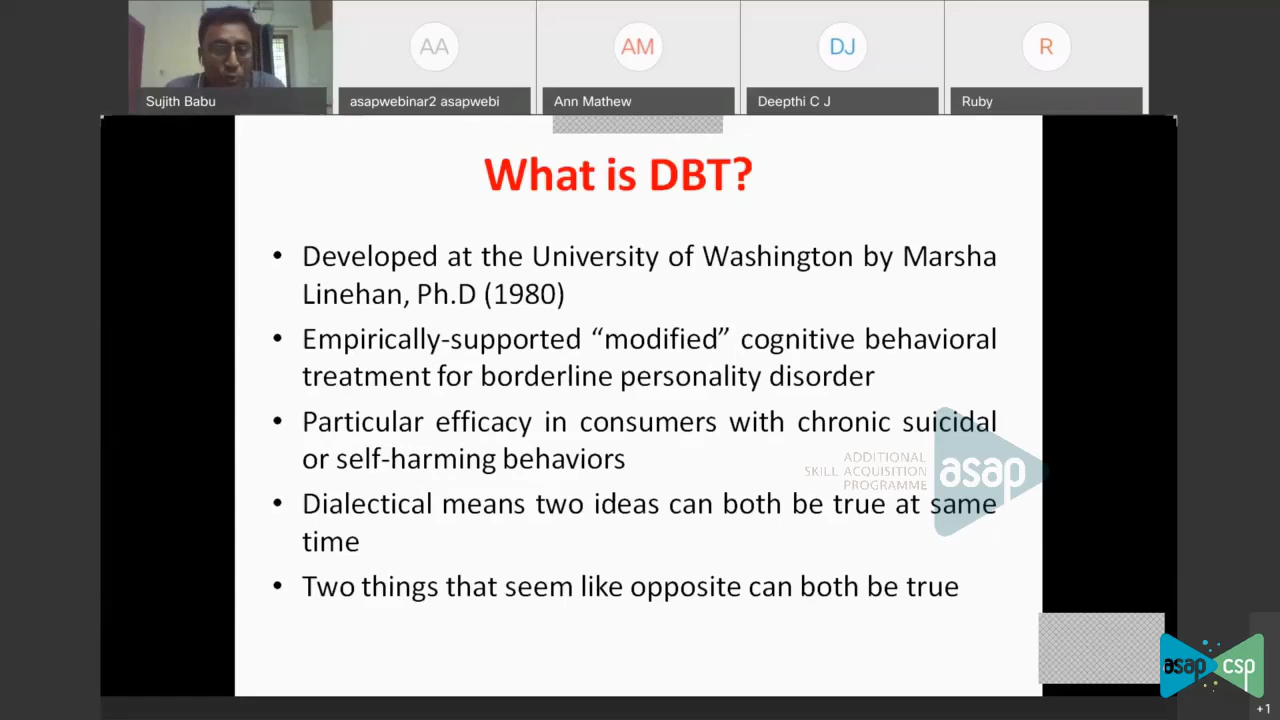 AA
AM
DJ
R
Sujith Babu
asapwebinar2 asapwebi
Ann Mathew
Deepthi C J
Ruby
What is DBT?
• Developed at the University of Washington by Marsha
Linehan, Ph.D (1980)
• Empirically-supported “modified” cognitive behavioral
treatment for borderline personality disorder
• Particular efficacy in consumers with chronic suicidal
or self-harming behaviors
• Dialectical means two ideas can both be true at same
time
• Two things that seem like opposite can both be true
ADDITIONAL
SKILL ACQUISITION
PROGRAMME
asap
asap csp
+1